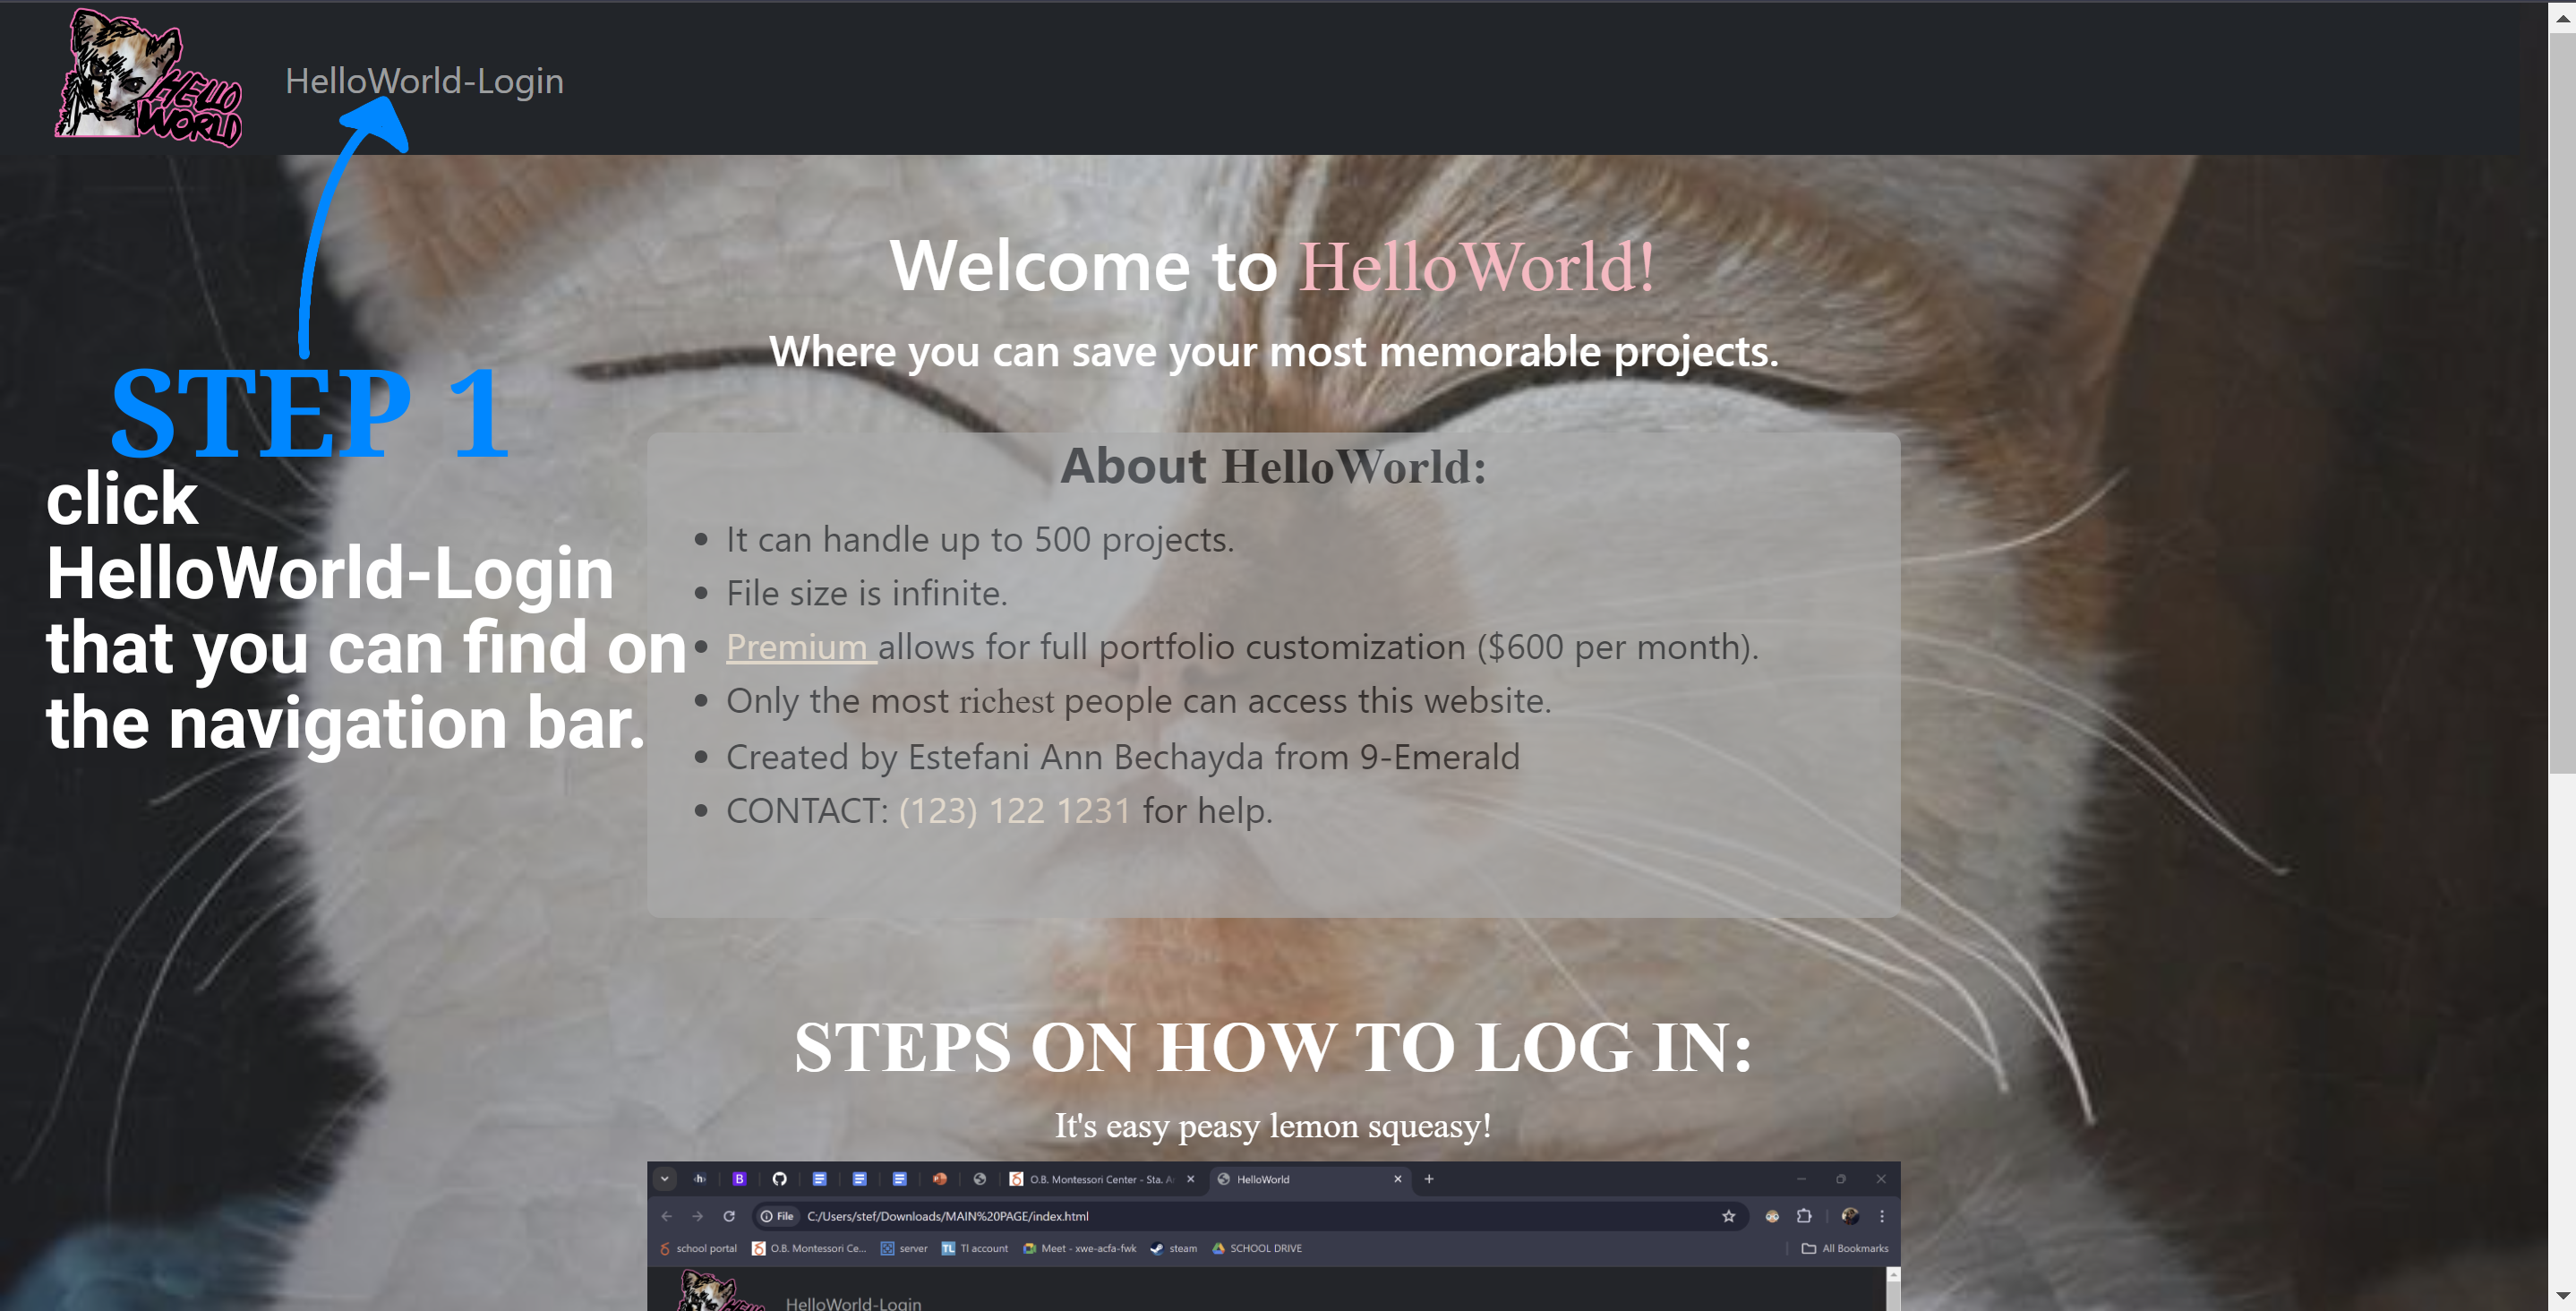 HELLO
WORLD
HelloWorld-Login
Welcome to HelloWorld!
Where you can save your most memorable projects.
STEP 1
click
HelloWorld-Login
that you can find on
the navigation bar.
About HelloWorld:
It can handle up to 500 projects.
File size is infinite.
Premium allows for full portfolio customization ($600 per month).
Only the most richest people can access this website.
Created by Estefani Ann Bechayda from 9-Emerald
CONTACT: (123) 122 1231 for help.
STEPS ON HOW TO LOG IN:
It's easy peasy lemon squeasy!
O.B. Montessori Center - Sta. A HelloWorld
File C:/Users/stef/Downloads/MAIN%20PAGE/index.html
school portal O.B. Montessori Ce... server TI account Meet - xwe-acfa-fwk steam SCHOOL DRIVE All Bookmarks
HelloWorld-Login